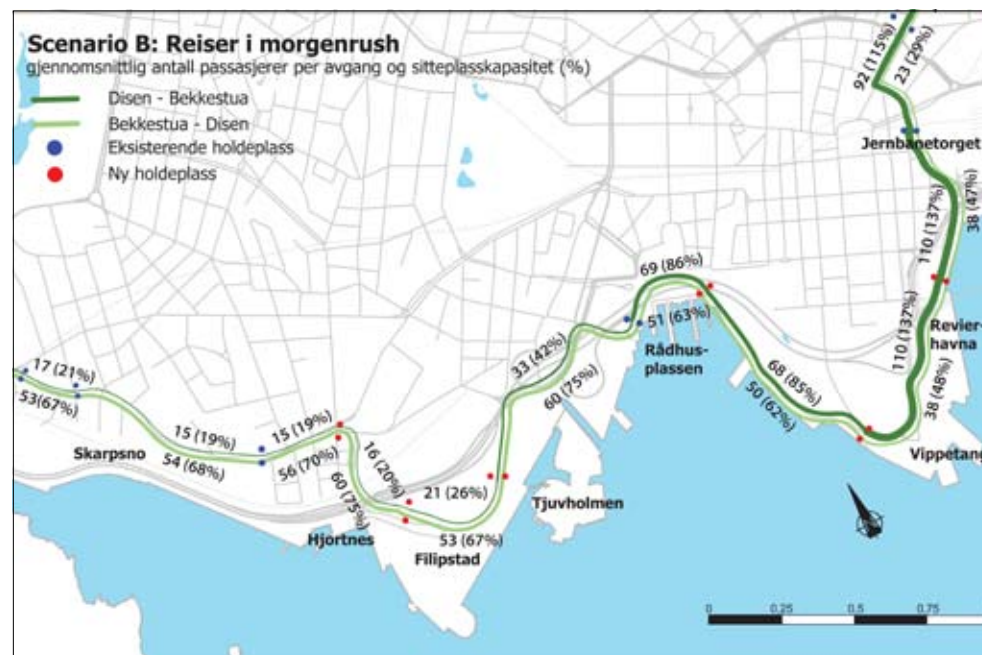 Scenario B: Reiser i morgenrush
gjennomsnittlig antall passasjerer per avgang og sitteplasskapasitet (%)
Disen - Bekkestua
Bekkestua - Disen
Eksisterende holdeplass
Ny holdeplass
92 (115%)
23 (29%)
Jernbanetorget
110 (137%)
38 (47%)
Revier-
havna
110 (137%)
38 (48%)
Vippetang
69 (86%)
51 (63%)
Rådhus-
plassen
68 (85%)
50 (62%)
33 (42%)
60 (75%)
Tjuvholmen
17 (21%)
53(67%)
Skarpsno
15 (19%)
54 (68%)
15 (19%)
56 (70%)
16 (20%)
60 (75%)
Hjortnes
21 (26%)
53 (67%)
Filipstad
0
0,25
0,5
0,75